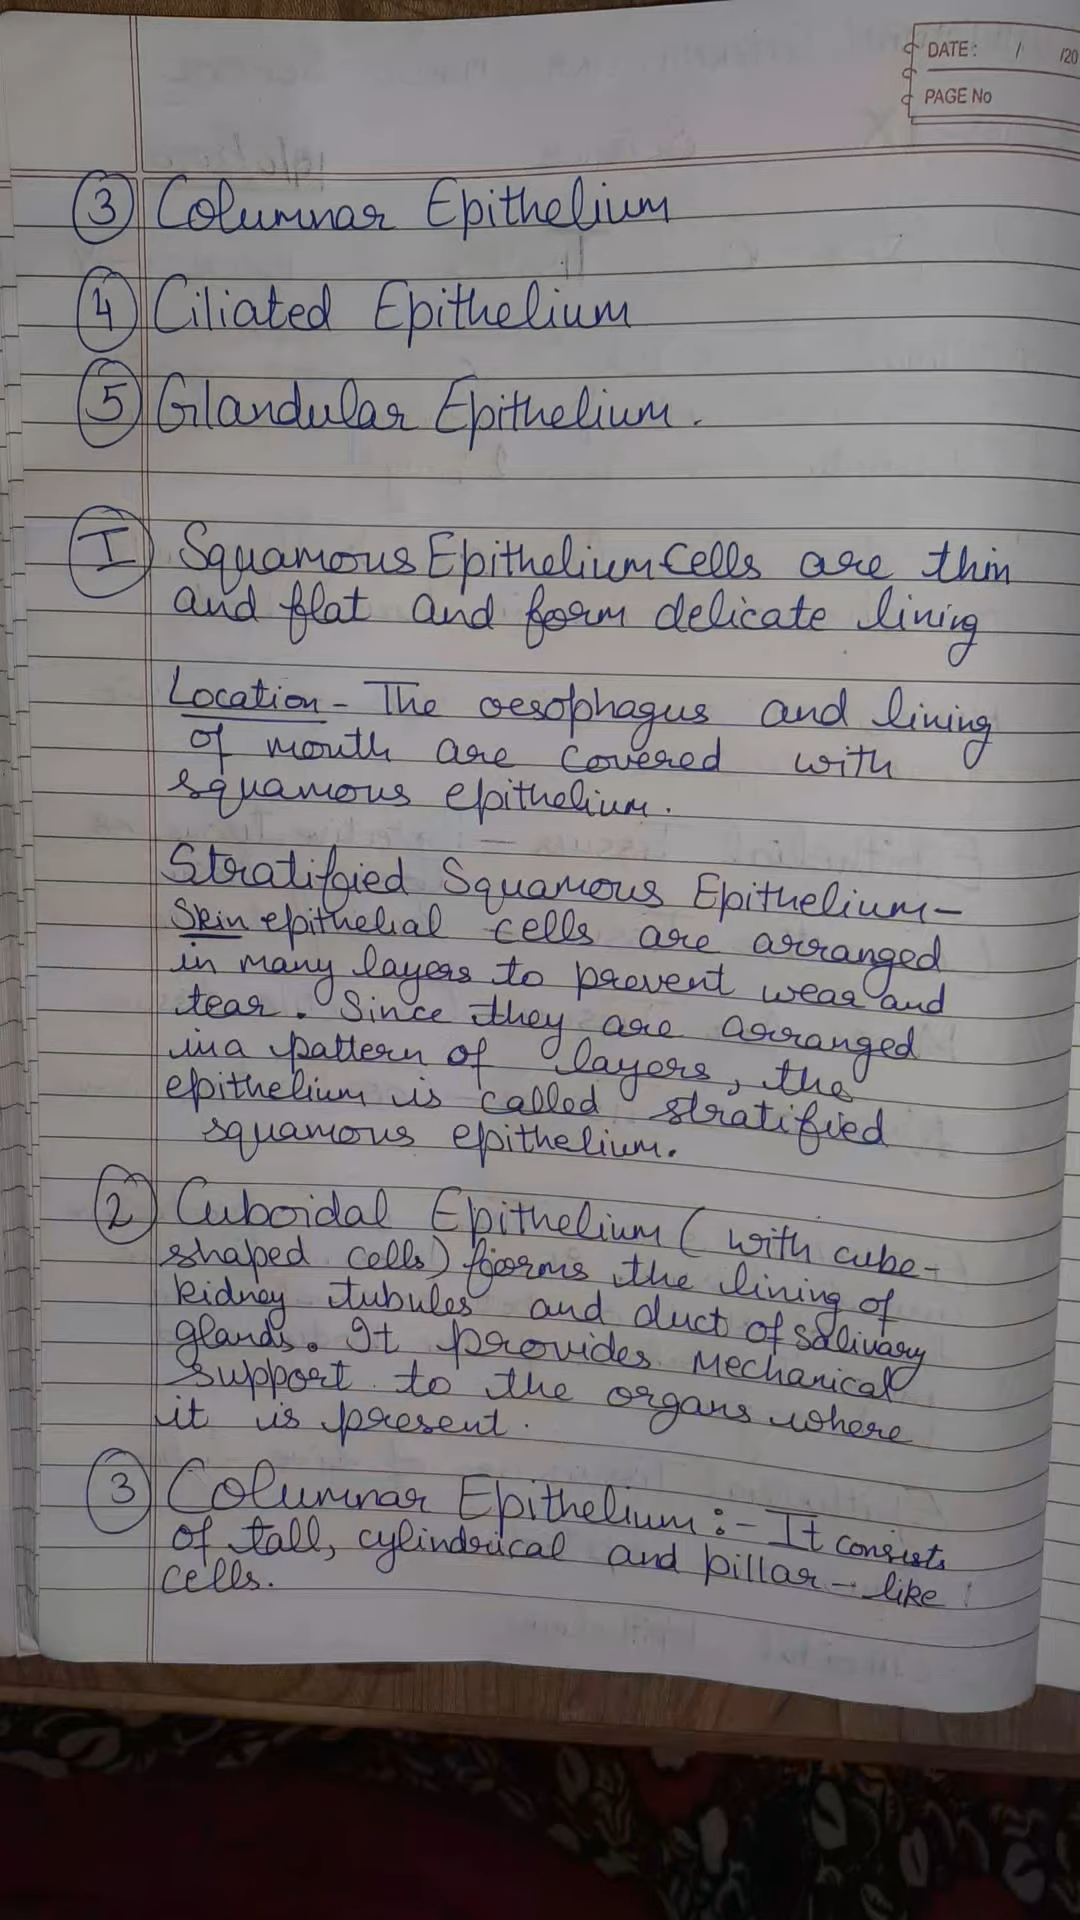 DATE: / /20
PAGE No
3 Columnar Epithelium
4 Ciliated Epithelium
5 Glandular Epithelium.
I Squamous Epithelium Cells are thin
and flat and form delicate lining
Location - The oesophagus and lining
of mouth are covered with
squamous epithelium.
Stratified Squamous Epithelium-
Skin epithelial cells are arranged
in many layers to prevent wear and
tear. Since they are arranged
in a pattern of layers, the
epithelium is called stratified
squamous epithelium.
2 Cuboidal Epithelium (with cube-
shaped cells) forms the lining of
kidney tubules and duct of salivary
glands. It provides mechanical
support to the organs where
it is present.
3 Columnar Epithelium :- It consists
of tall, cylindrical and pillar-like
cells.